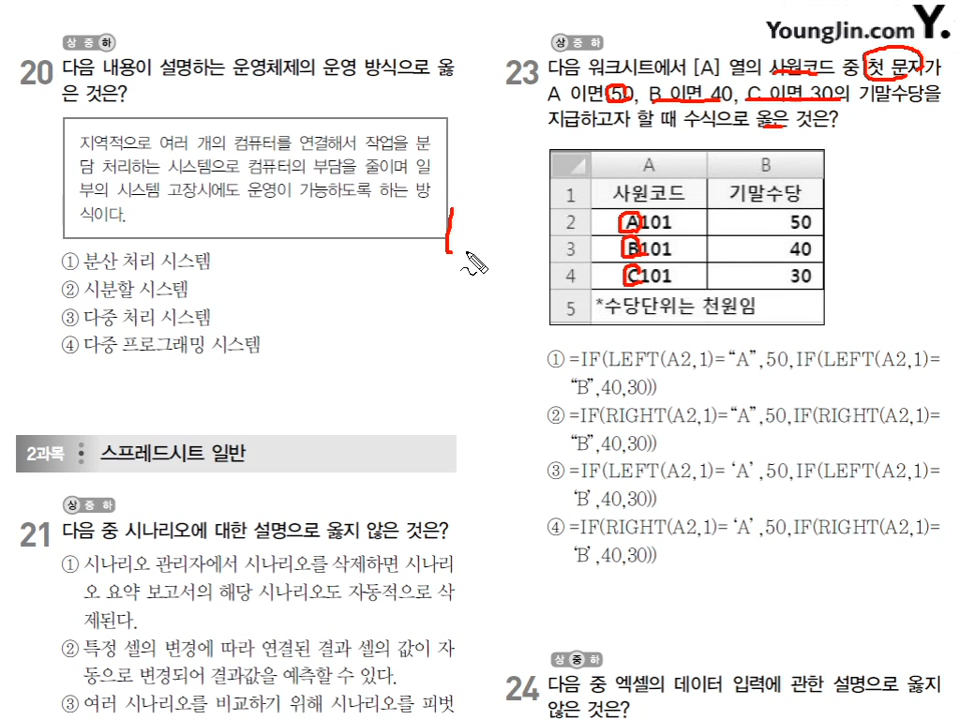 YoungJin.com Y.
상 중 하
20 다음 내용이 설명하는 운영체제의 운영 방식으로 옳
은 것은?
지역적으로 여러 개의 컴퓨터를 연결해서 작업을 분
담 처리하는 시스템으로 컴퓨터의 부담을 줄이며 일
부의 시스템 고장시에도 운영이 가능하도록 하는 방
식이다.
① 분산 처리 시스템
② 시분할 시스템
③ 다중 처리 시스템
④ 다중 프로그래밍 시스템
2과목 스프레드시트 일반
상 중 하
21 다음 중 시나리오에 대한 설명으로 옳지 않은 것은?
① 시나리오 관리자에서 시나리오를 삭제하면 시나리
오 요약 보고서의 해당 시나리오도 자동적으로 삭
제된다.
② 특정 셀의 변경에 따라 연결된 결과 셀의 값이 자
동으로 변경되어 결과값을 예측할 수 있다.
③ 여러 시나리오를 비교하기 위해 시나리오를 피벗
상 중 하
23 다음 워크시트에서 [A] 열의 사원코드 중 첫 문자가
A 이면 50, B 이면 40, C 이면 30의 기말수당을
지급하고자 할 때 수식으로 옳은 것은?
A B
1 사원코드 기말수당
2 A101 50
3 B101 40
4 C101 30
5 *수당단위는 천원임
① =IF(LEFT(A2,1)=“A”,50,IF(LEFT(A2,1)=
“B”,40,30))
② =IF(RIGHT(A2,1)=“A”,50,IF(RIGHT(A2,1)=
“B”,40,30))
③ =IF(LEFT(A2,1)=‘A’,50,IF(LEFT(A2,1)=
‘B’,40,30))
④ =IF(RIGHT(A2,1)=‘A’,50,IF(RIGHT(A2,1)=
‘B’,40,30))
상 중 하
24 다음 중 엑셀의 데이터 입력에 관한 설명으로 옳지
않은 것은?